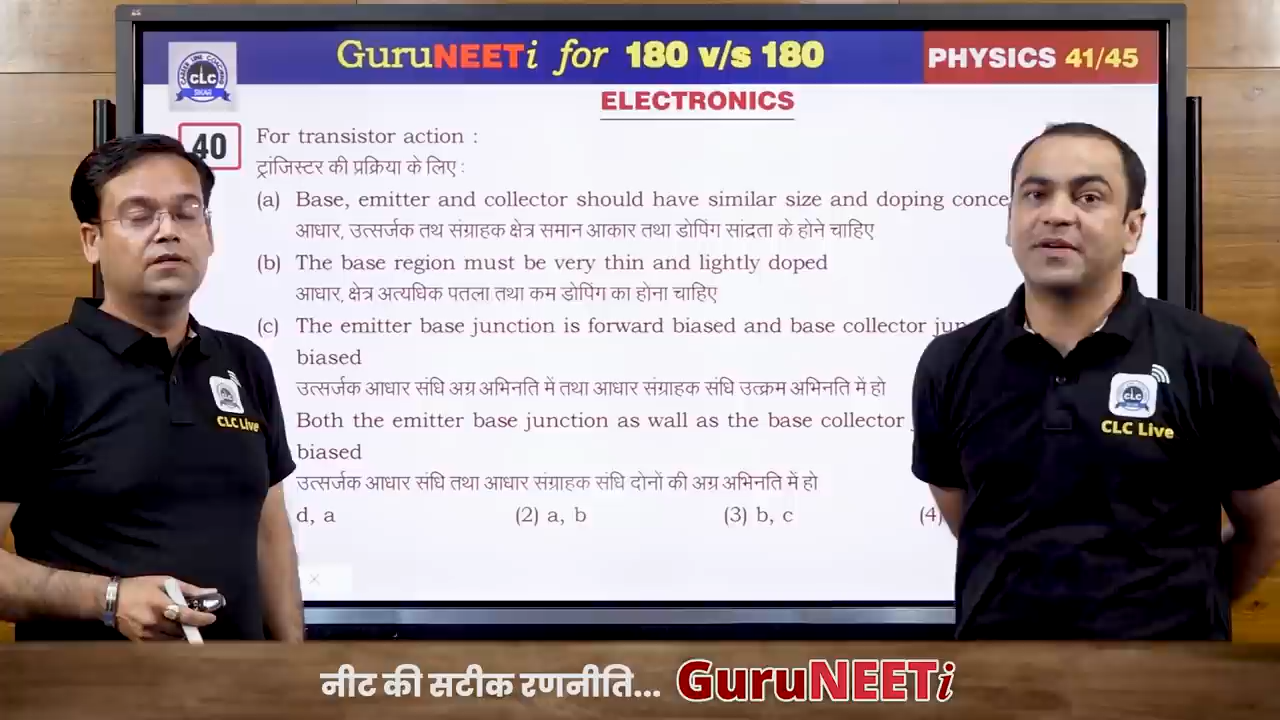 GuruNEETi for 180 v/s 180
PHYSICS 41/45
CLC
SIKAR
ELECTRONICS
40
For transistor action :
ट्रांजिस्टर की प्रक्रिया के लिए :
(a) Base, emitter and collector should have similar size and doping
आधार, उत्सर्जक तथ संग्राहक क्षेत्र समान आकार तथा डोपिंग सांद्रता के होने चाहिए
(b) The base region must be very thin and lightly doped
आधार, क्षेत्र अत्यधिक पतला तथा कम डोपिंग का होना चाहिए
(c) The emitter base junction is forward biased and base collector
biased
उत्सर्जक आधार संधि अग्र अभिनति में तथा आधार संग्राहक संधि उत्क्रम अभिनति में हो
Both the emitter base junction as wall as the base collector
biased
उत्सर्जक आधार संधि तथा आधार संग्राहक संधि दोनों की अग्र अभिनति में हो
d, a (2) a, b (3) b, c (4)
CLC
CLC Live
CLC
CLC Live
नीट की सटीक रणनीति... GuruNEETi